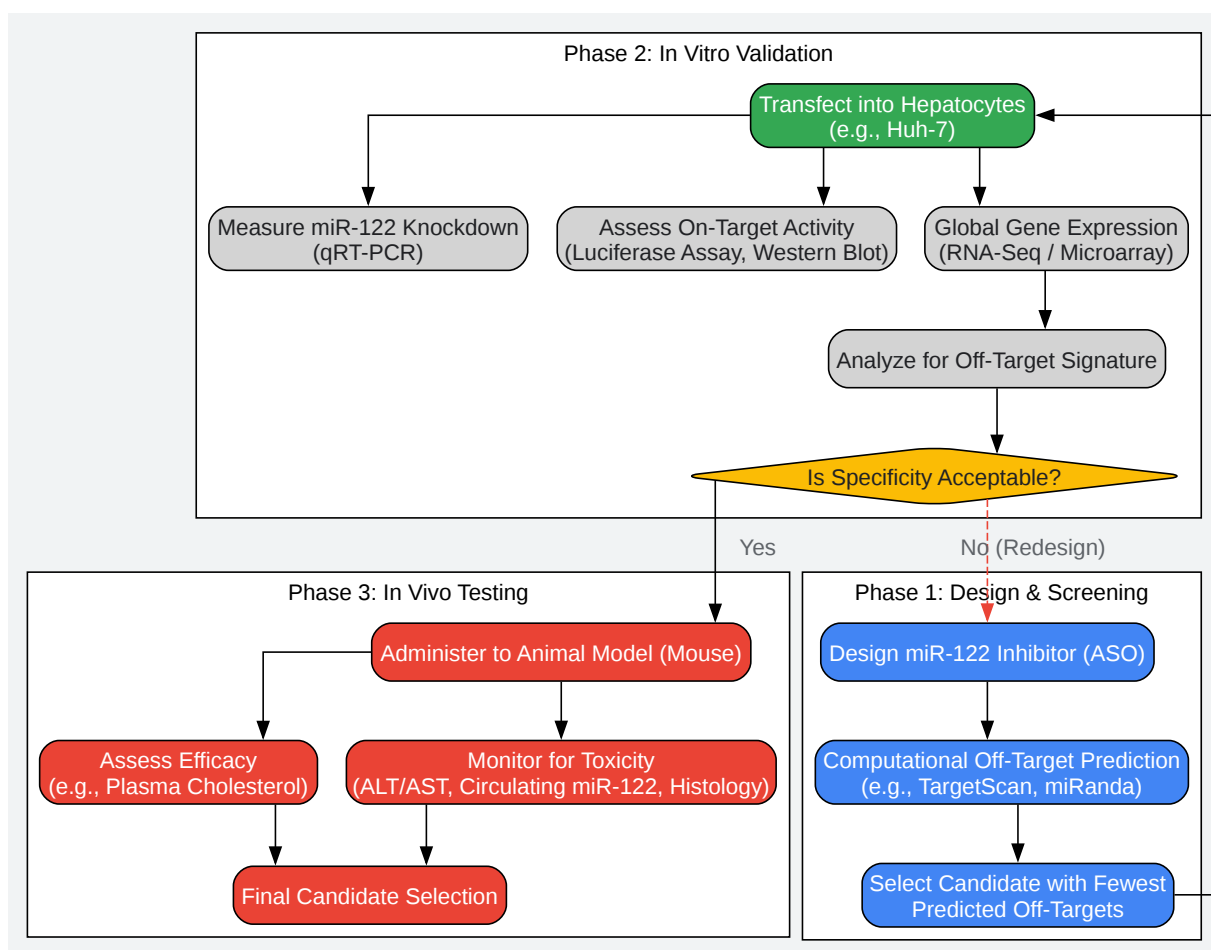 Phase 2: In Vitro Validation
Transfect into Hepatocytes
(e.g., Huh-7)
Measure miR-122 Knockdown
(qRT-PCR)
Assess On-Target Activity
(Luciferase Assay, Western Blot)
Global Gene Expression
(RNA-Seq / Microarray)
Analyze for Off-Target Signature
Is Specificity Acceptable?
Yes
No (Redesign)
Phase 3: In Vivo Testing
Administer to Animal Model (Mouse)
Assess Efficacy
(e.g., Plasma Cholesterol)
Monitor for Toxicity
(ALT/AST, Circulating miR-122, Histology)
Final Candidate Selection
Phase 1: Design & Screening
Design miR-122 Inhibitor (ASO)
Computational Off-Target Prediction
(e.g., TargetScan, miRanda)
Select Candidate with Fewest
Predicted Off-Targets